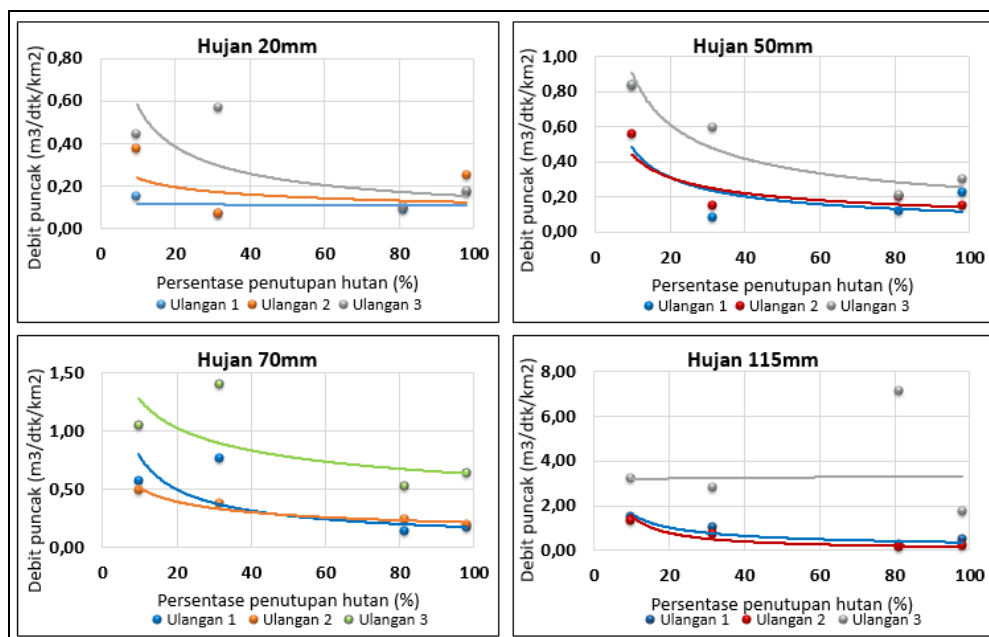 Hujan 20mm
Debit puncak (m3/dtk/km2)
0,80
0,60
0,40
0,20
0,00
0 20 40 60 80 100
Persentase penutupan hutan (%)
Ulangan 1 Ulangan 2 Ulangan 3
Hujan 50mm
Debit puncak (m3/dtk/km2)
1,00
0,80
0,60
0,40
0,20
0,00
0 20 40 60 80 100
Persentase penutupan hutan (%)
Ulangan 1 Ulangan 2 Ulangan 3
Hujan 70mm
Debit puncak (m3/dtk/km2)
1,50
1,00
0,50
0,00
0 20 40 60 80 100
Persentase penutupan hutan (%)
Ulangan 1 Ulangan 2 Ulangan 3
Hujan 115mm
Debit puncak (m3/dtk/km2)
8,00
6,00
4,00
2,00
0,00
0 20 40 60 80 100
Persentase penutupan hutan (%)
Ulangan 1 Ulangan 2 Ulangan 3